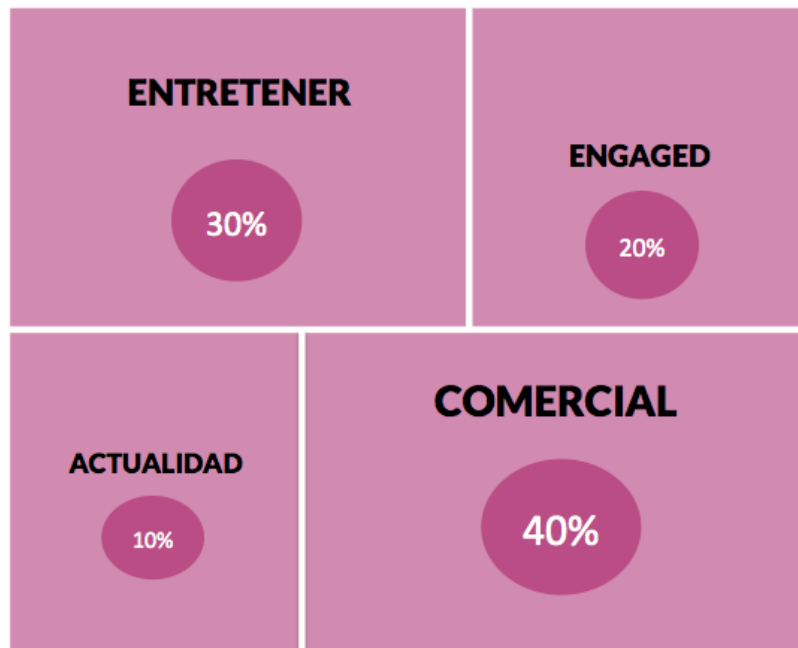 ENTRETENER
30%
ENGAGED
20%
ACTUALIDAD
10%
COMERCIAL
40%